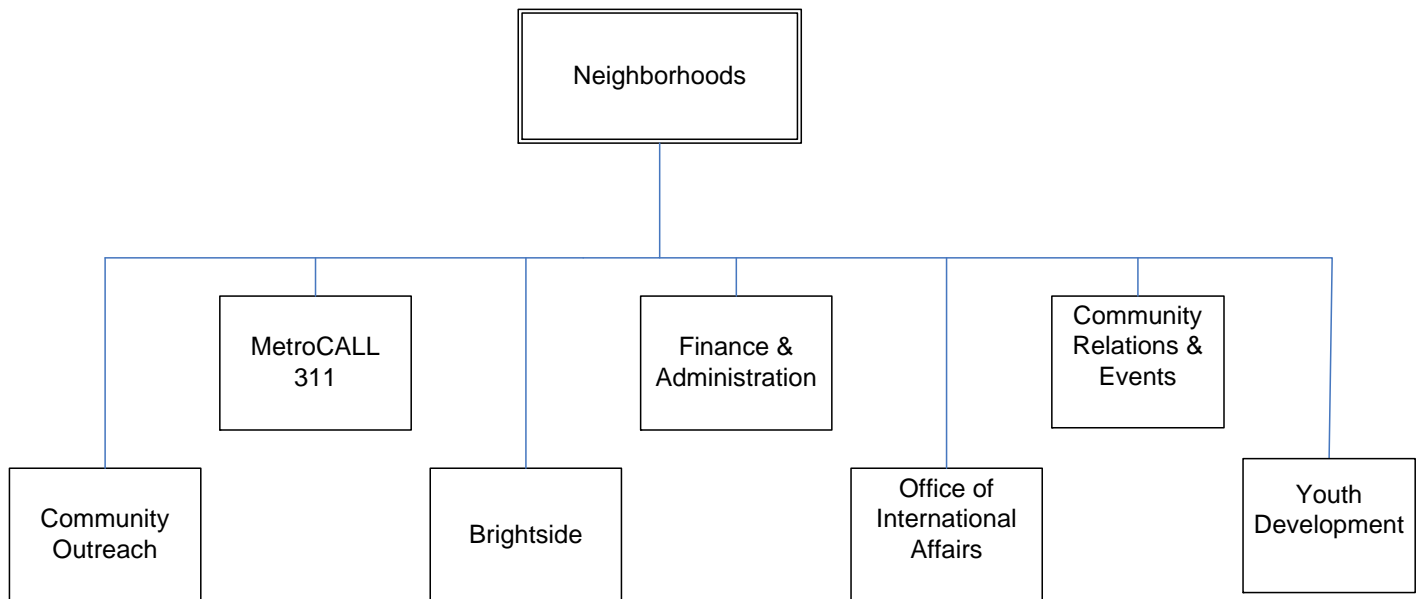 Neighborhoods
MetroCALL
311
Finance &
Administration
Community
Relations &
Events
Community
Outreach
Brightside
Office of
International
Affairs
Youth
Development